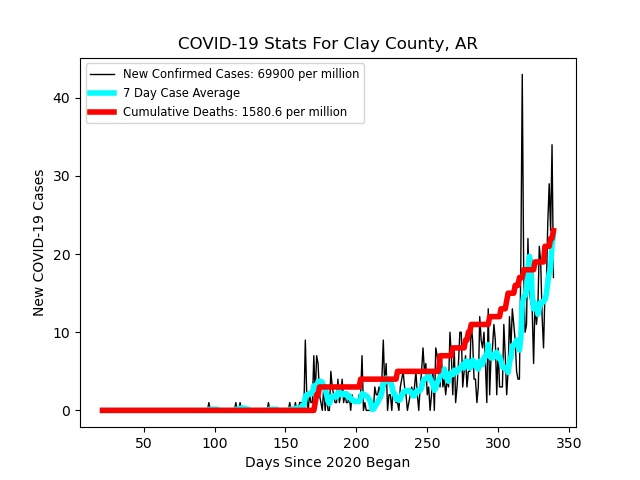 COVID-19 Stats For Clay County, AR
New Confirmed Cases: 69900 per million
7 Day Case Average
Cumulative Deaths: 1580.6 per million
New COVID-19 Cases
40
30
20
10
0
50 100 150 200 250 300 350
Days Since 2020 Began